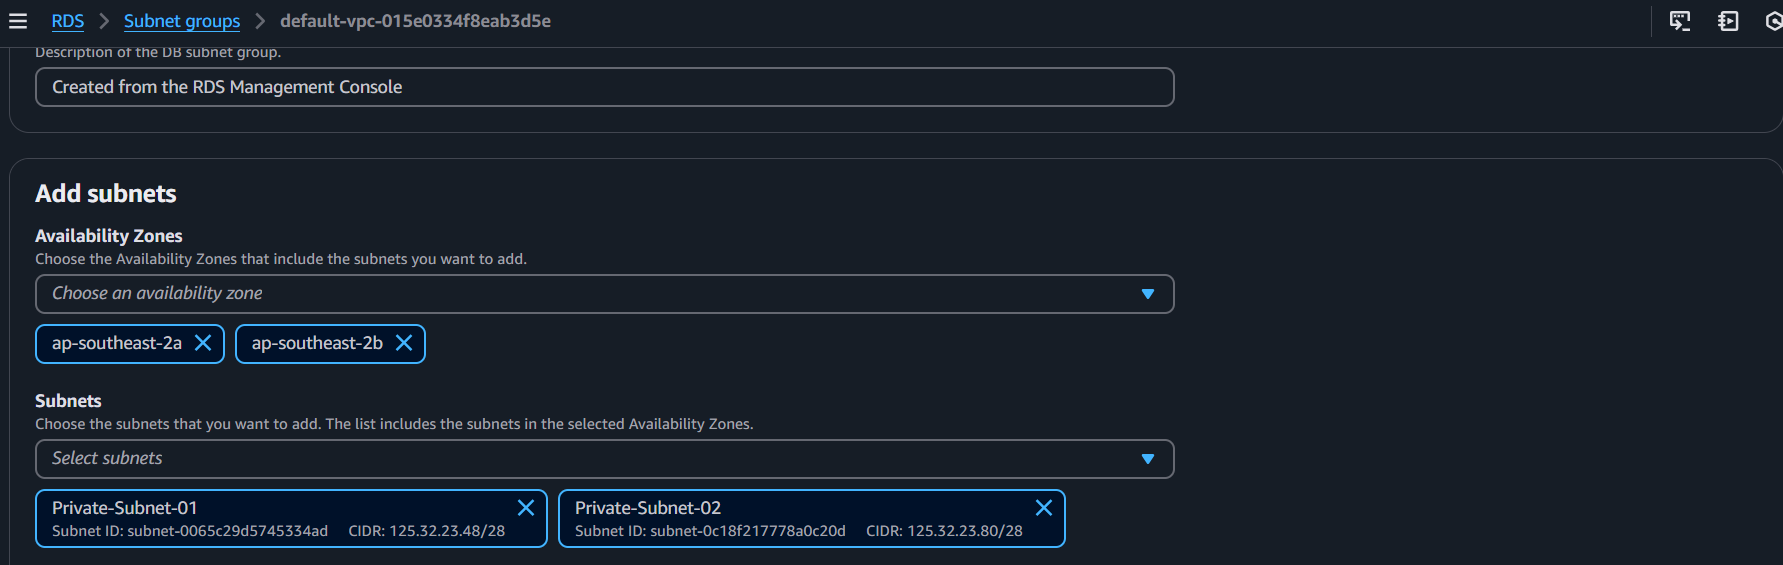 RDS > Subnet groups > default-vpc-015e0334f8eab3d5e
Description of the DB subnet group.
Created from the RDS Management Console
Add subnets
Availability Zones
Choose the Availability Zones that include the subnets you want to add.
Choose an availability zone
ap-southeast-2a ap-southeast-2b
Subnets
Choose the subnets that you want to add. The list includes the subnets in the selected Availability Zones.
Select subnets
Private-Subnet-01 Private-Subnet-02
Subnet ID: subnet-0065c29d5745334ad CIDR: 125.32.23.48/28 Subnet ID: subnet-0c18f217778a0c20d CIDR: 125.32.23.80/28